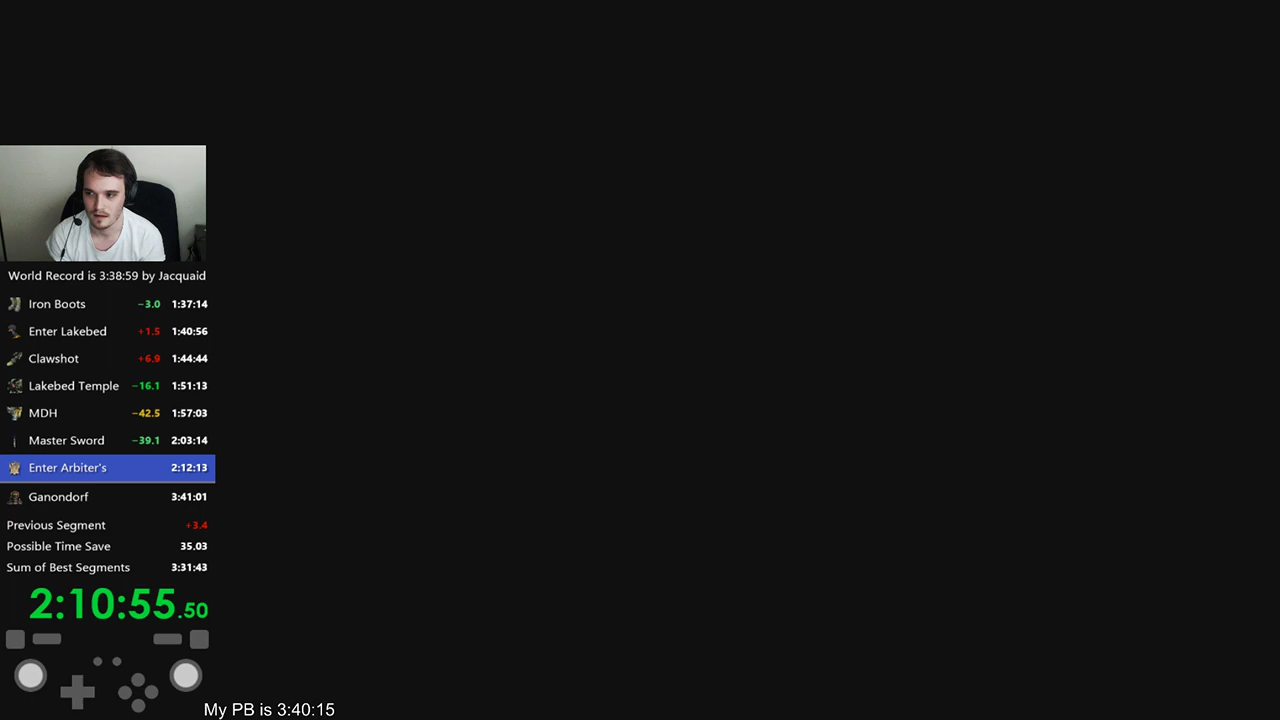 World Record is 3:38:59 by Jacquaid
Iron Boots −3.0 1:37:14
Enter Lakebed +1.5 1:40:56
Clawshot +6.9 1:44:44
Lakebed Temple −16.1 1:51:13
MDH −42.5 1:57:03
Master Sword −39.1 2:03:14
Enter Arbiter's 2:12:13
Ganondorf 3:41:01
Previous Segment +3.4
Possible Time Save 35.03
Sum of Best Segments 3:31:43
2:10:55.50
My PB is 3:40:15